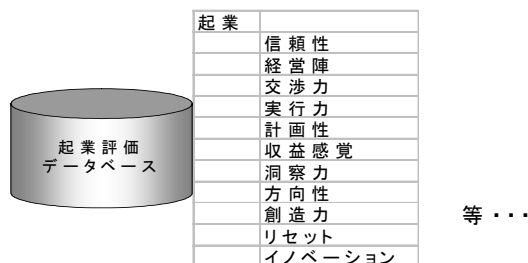 起業
信頼性
経営陣
交渉力
実行力
計画性
収益感覚
洞察力
方向性
創造力
リセット
イノベーション
起業評価
データベース
等・・・